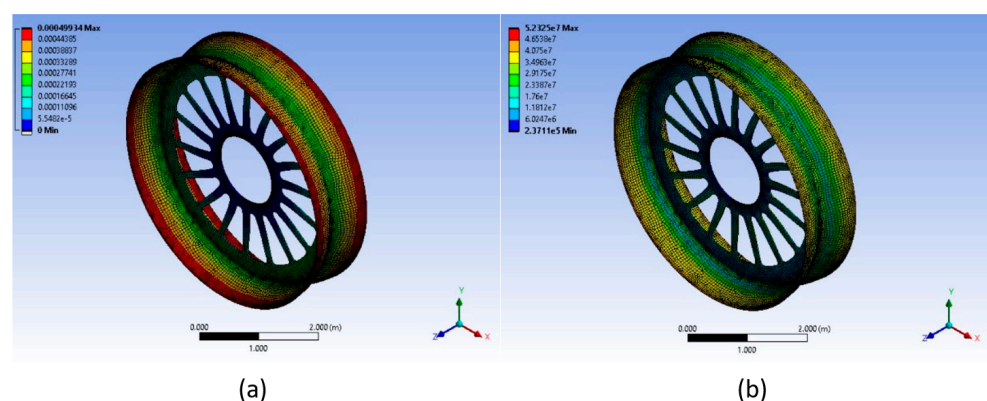 0.00049934 Max
0.00044385
0.00038837
0.00033289
0.00027741
0.00022193
0.00016645
0.00011096
5.5482e-5
0 Min
0.000
2.000 (m)
1.000
Y
Z
X
(a)
5.2325e7 Max
4.6538e7
4.075e7
3.4963e7
2.9175e7
2.3387e7
1.76e7
1.1812e7
6.0247e6
2.3711e5 Min
0.000
2.000 (m)
1.000
Y
Z
X
(b)